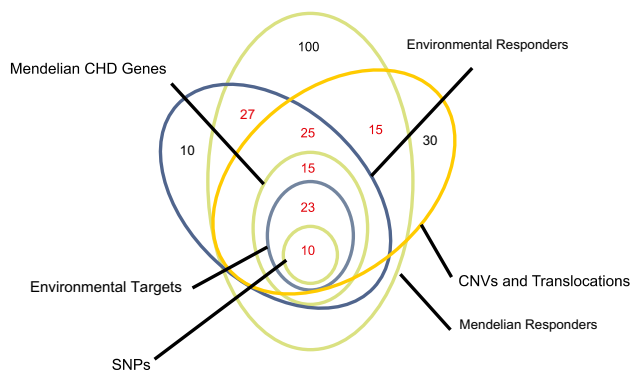 100
Environmental Responders
Mendelian CHD Genes
27
25
15
30
10
15
23
10
CNVs and Translocations
Environmental Targets
Mendelian Responders
SNPs